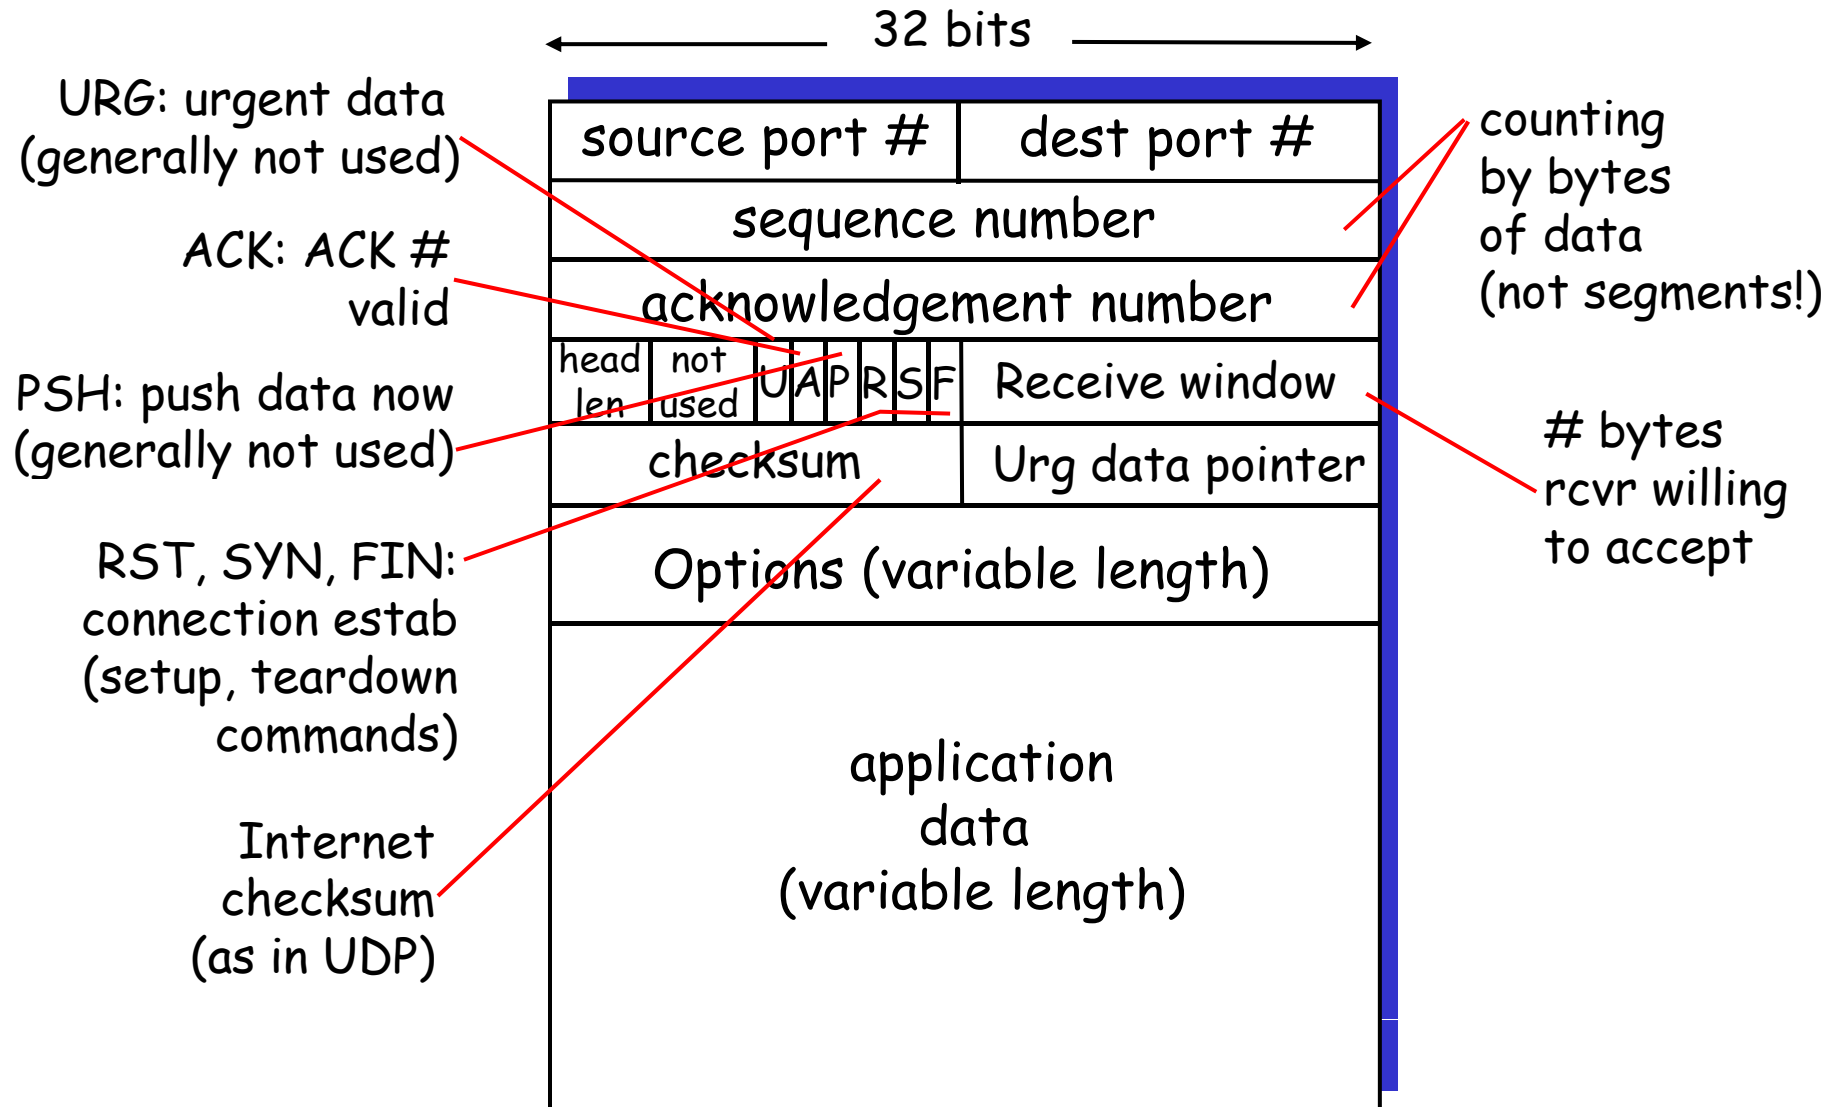 32 bits
URG: urgent data
(generally not used)
ACK: ACK #
valid
PSH: push data now
(generally not used)
RST, SYN, FIN:
connection estab
(setup, teardown
commands)
Internet
checksum
(as in UDP)
source port # dest port #
sequence number
acknowledgement number
head
len
not
used
U A P R S F
Receive window
checksum Urg data pointer
Options (variable length)
application
data
(variable length)
counting
by bytes
of data
(not segments!)
# bytes
rcvr willing
to accept